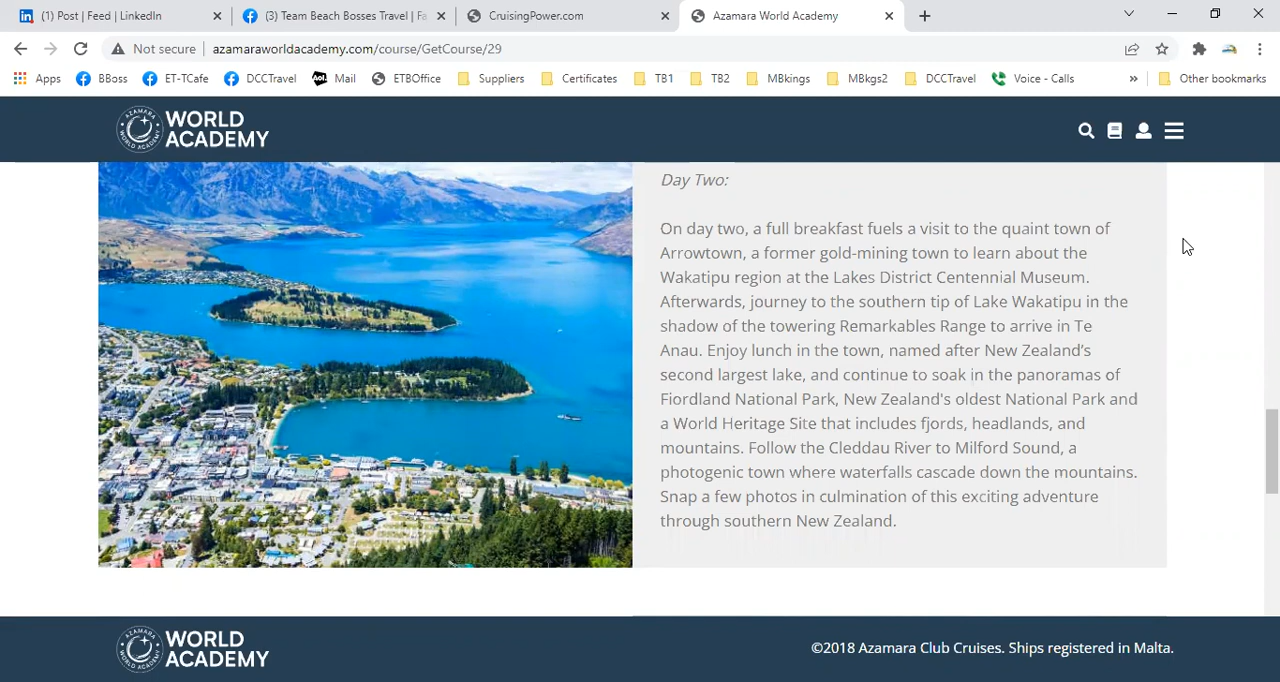 (1) Post | Feed | LinkedIn
(3) Team Beach Bosses Travel | Fa
CruisingPower.com
Azamara World Academy
Not secure
azamaraworldacademy.com/course/GetCourse/29
Apps
BBoss
ET-TCafe
DCCTravel
Aol. Mail
ETBOffice
Suppliers
Certificates
TB1
TB2
MBkings
MBkgs2
DCCTravel
Voice - Calls
»
Other bookmarks
AZAMARA WORLD ACADEMY
WORLD
ACADEMY
Day Two:
On day two, a full breakfast fuels a visit to the quaint town of
Arrowtown, a former gold-mining town to learn about the
Wakatipu region at the Lakes District Centennial Museum.
Afterwards, journey to the southern tip of Lake Wakatipu in the
shadow of the towering Remarkables Range to arrive in Te
Anau. Enjoy lunch in the town, named after New Zealand's
second largest lake, and continue to soak in the panoramas of
Fiordland National Park, New Zealand's oldest National Park and
a World Heritage Site that includes fjords, headlands, and
mountains. Follow the Cleddau River to Milford Sound, a
photogenic town where waterfalls cascade down the mountains.
Snap a few photos in culmination of this exciting adventure
through southern New Zealand.
AZAMARA WORLD ACADEMY
WORLD
ACADEMY
©2018 Azamara Club Cruises. Ships registered in Malta.